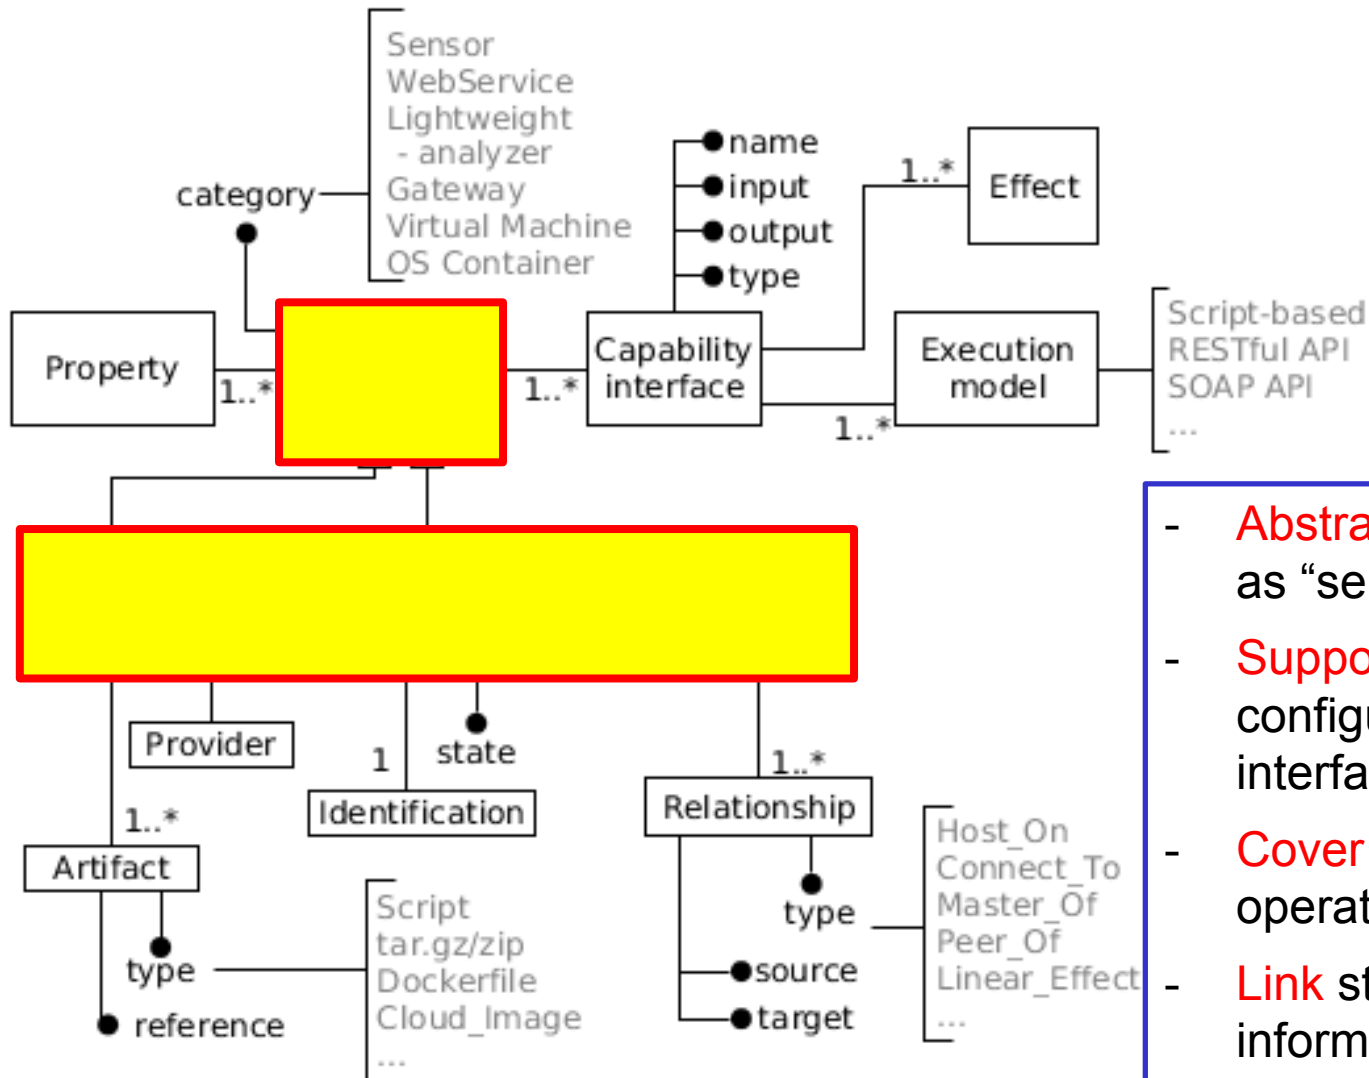 Sensor
WebService
Lightweight
- analyzer
Gateway
Virtual Machine
OS Container
category
name
input
output
type
1..*
Effect
Property
1..*
1..*
Capability
interface
Execution
model
1..*
Script-based
RESTful API
SOAP API
...
Provider
1
state
Identification
1..*
Relationship
1..*
Artifact
type
reference
Script
tar.gz/zip
Dockerfile
Cloud_Image
...
type
source
target
Host_On
Connect_To
Master_Of
Peer_Of
Linear_Effect
...
- Abstra
as “se
- Suppo
configu
interfa
- Cover
operat
- Link st
inform